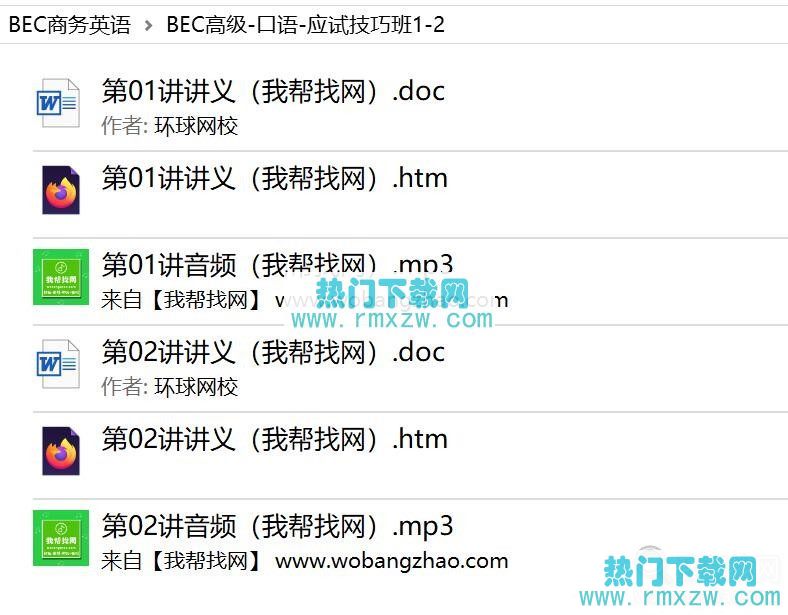 BEC商务英语 › BEC高级-口语-应试技巧班1-2
第01讲讲义（我帮找网）.doc
作者: 环球网校
第01讲讲义（我帮找网）.htm
第01讲音频（我帮找网）.mp3
来自【我帮找网】
热门下载网
www.rmxzw.com
第02讲讲义（我帮找网）.doc
作者: 环球网校
第02讲讲义（我帮找网）.htm
第02讲音频（我帮找网）.mp3
来自【我帮找网】 www.wobangzhao.com
热门下载网
www.rmxzw.com